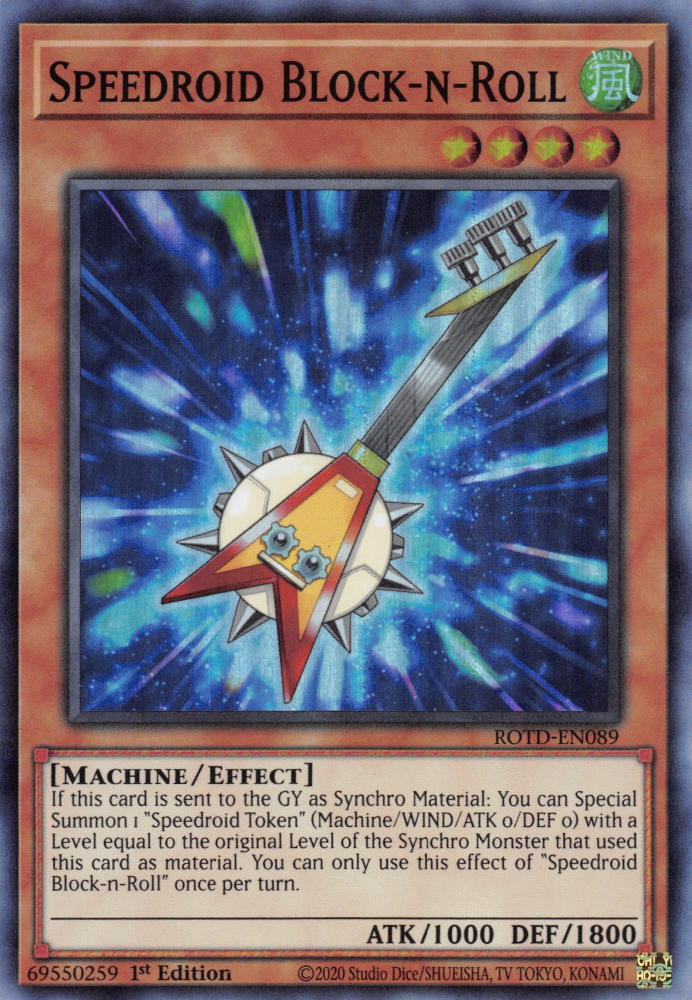 SPEEDROID BLOCK-N-ROLL
WIND
風
ROTD-EN089
[MACHINE/EFFECT]
If this card is sent to the GY as Synchro Material: You can Special
Summon 1 "Speedroid Token" (Machine/WIND/ATK 0/DEF 0) with a
Level equal to the original Level of the Synchro Monster that used
this card as material. You can only use this effect of "Speedroid
Block-n-Roll" once per turn.
ATK/1000 DEF/1800
69550259 1st Edition ©2020 Studio Dice/SHUEISHA, TV TOKYO, KONAMI